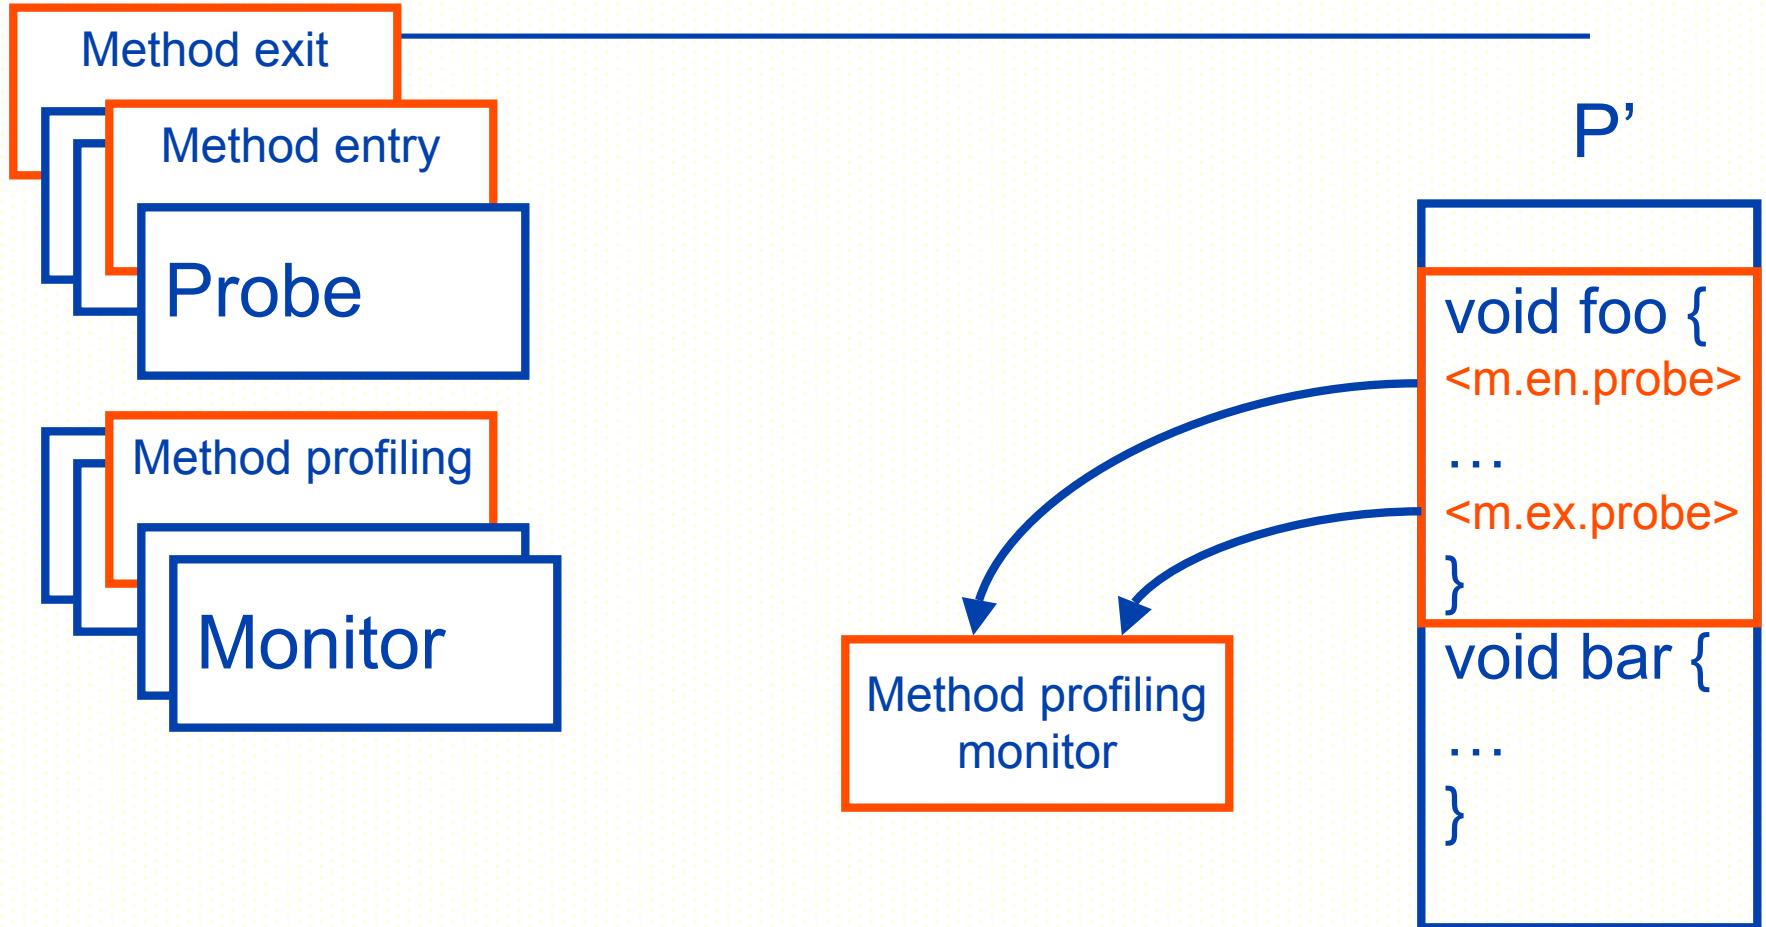 Method exit
Method entry
Probe
Method profiling
Monitor
Method profiling
monitor
P’
void foo {
<m.en.probe>
…
<m.ex.probe>
}
void bar {
…
}